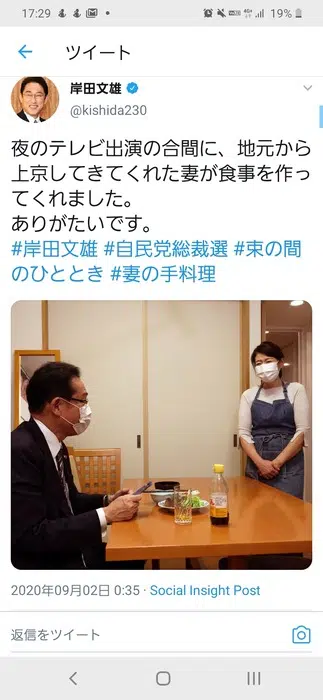 17:29
19%
ツイート
岸田文雄
@kishida230
夜のテレビ出演の合間に、地元から
上京してきてくれた妻が食事を作っ
てくれました。
ありがたいです。
#岸田文雄 #自民党総裁選 #束の間
のひととき #妻の手料理
2020年09月02日 0:35・Social Insight Post
返信をツイート